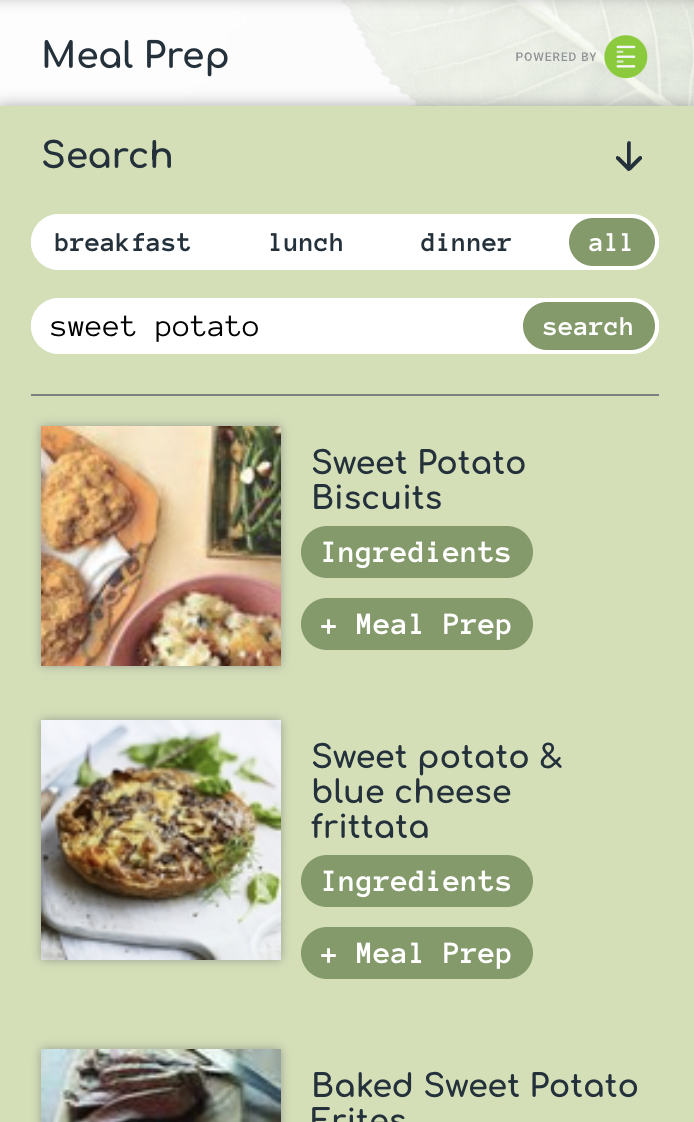 Meal Prep
POWERED BY
Search
breakfast lunch dinner all
sweet potato search
Sweet Potato
Biscuits
Ingredients
+ Meal Prep
Sweet potato &
blue cheese
frittata
Ingredients
+ Meal Prep
Baked Sweet Potato
Frites